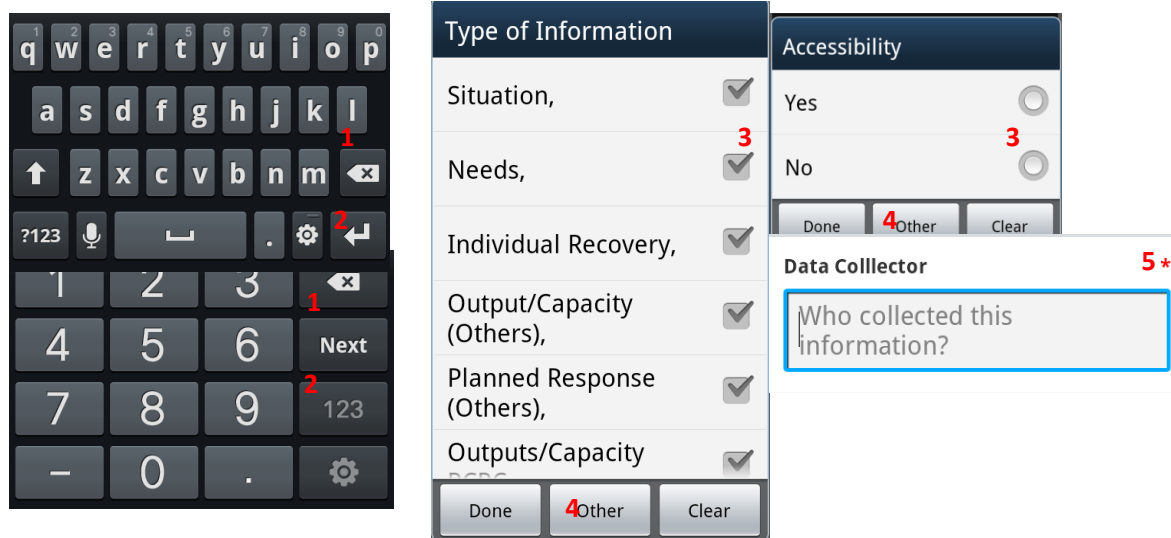 1 2 3 4 5 6 7 8 9 0
q w e r t y u i o p
a s d f g h j k l
1
z x c v b n m
2
?123 .
1 2 3
1
4 5 6 Next
2
7 8 9 123
- 0 .
Type of Information
Situation,
3
Needs,
Individual Recovery,
Output/Capacity
(Others),
Planned Response
(Others),
Outputs/Capacity
Done 4 Other Clear
Accessibility
Yes
3
No
Done 4 Other Clear
Data Colllector 5 *
Who collected this
information?